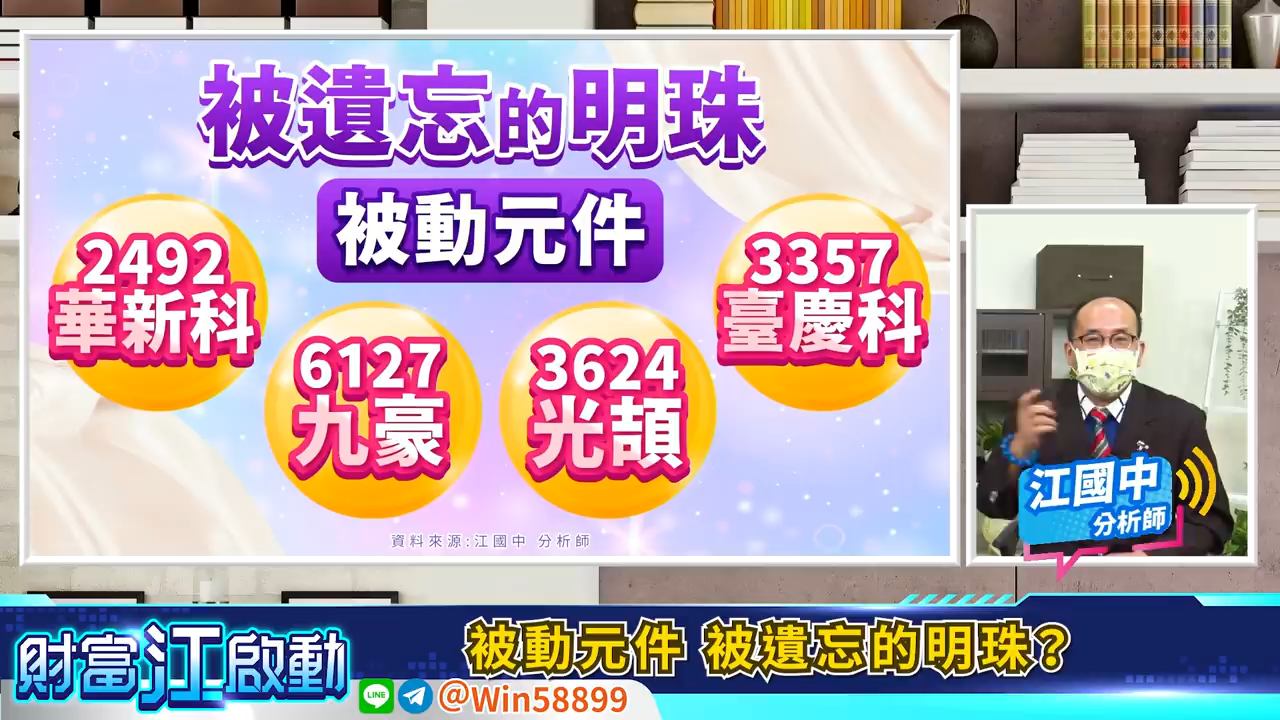 被遺忘的明珠
被動元件
2492
華新科
6127
九豪
3624
光頡
3357
臺慶科
資料來源:江國中 分析師
江國中
分析師
被動元件 被遺忘的明珠?
財富江啟動
LINE
@Win58899